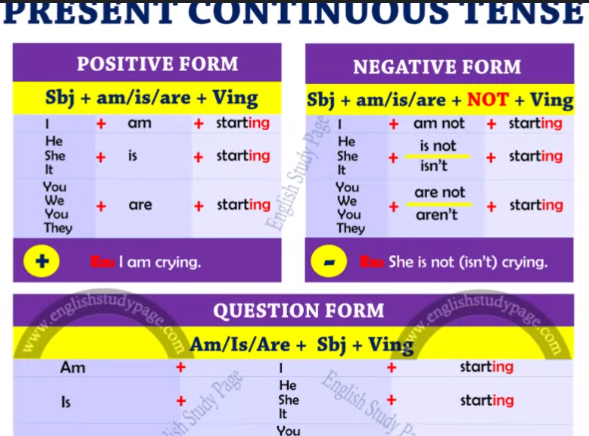 PRESENT CONTINUOUS TENSE
POSITIVE FORM
Sbj + am/is/are + Ving
I + am + starting
He
She + is + starting
It
You
We
You + are + starting
They
+ I am crying.
NEGATIVE FORM
Sbj + am/is/are + NOT + Ving
I + am not + starting
He
She + is not + starting
It isn't
You
We
You + are not + starting
They aren't
- She is not (isn't) crying.
English Study Page
QUESTION FORM
www.englishstudypage.com
www.englishstudypage.com
Am/Is/Are + Sbj + Ving
Am + I + starting
He
Is + She + starting
It
You
English Study Page